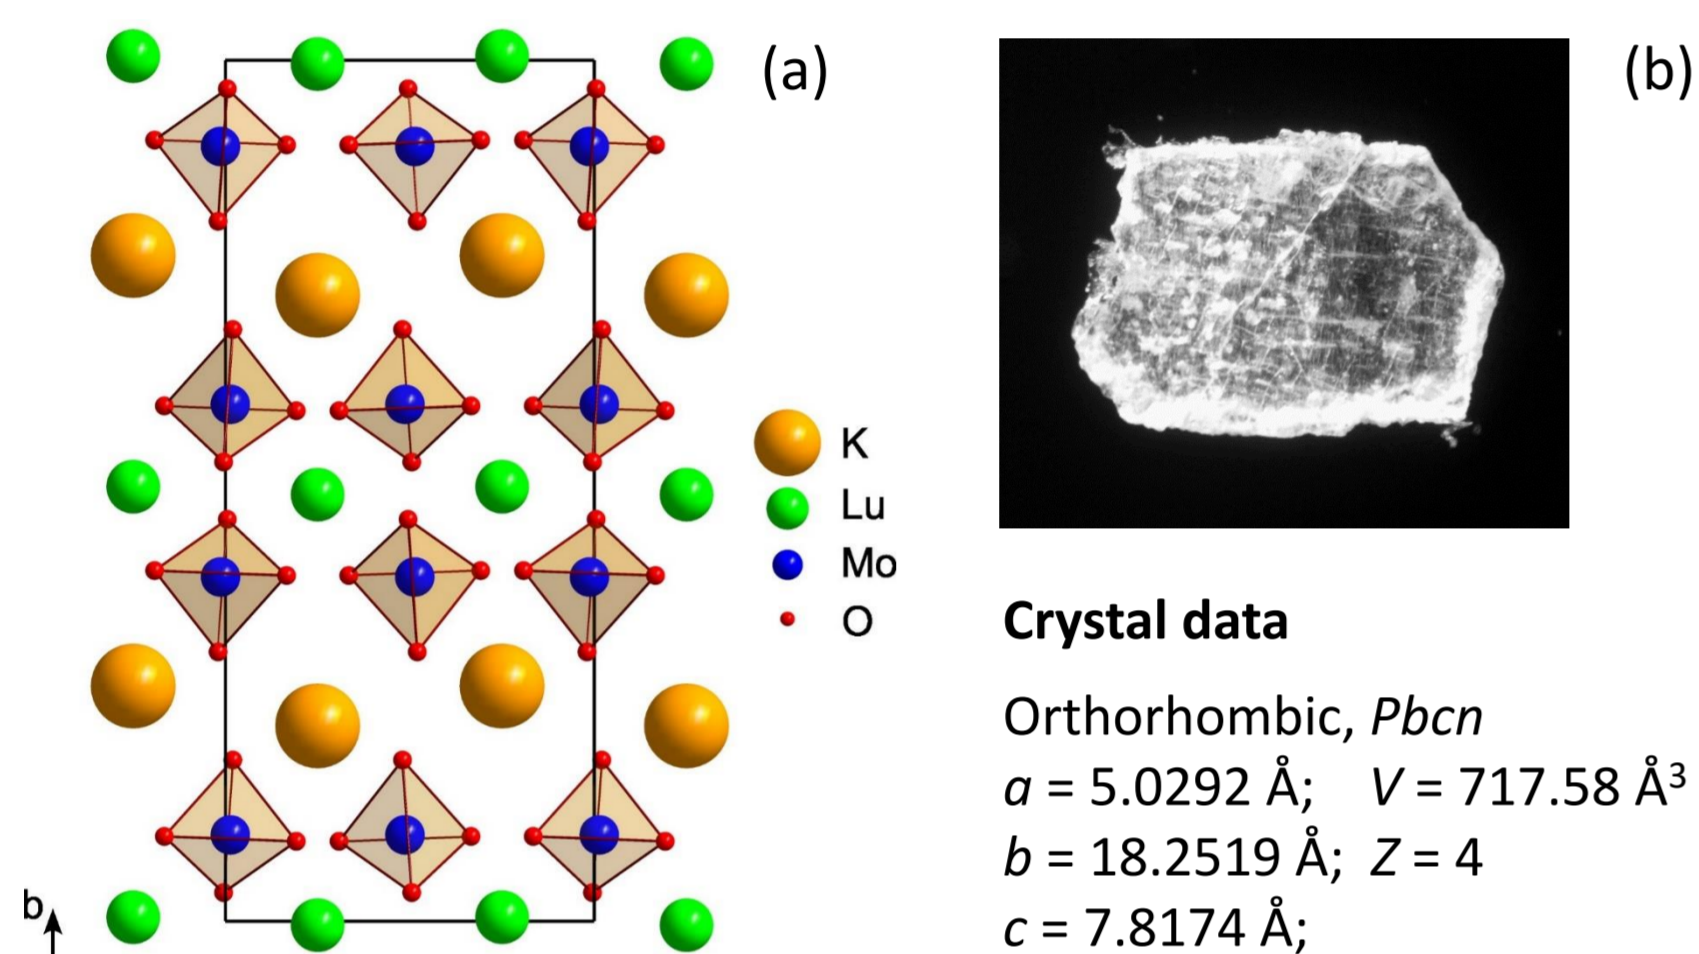 (a)
(b)
K
Lu
Mo
O
b
Crystal data
Orthorhombic, Pbcn
a = 5.0292 Å; V = 717.58 Å³
b = 18.2519 Å; Z = 4
c = 7.8174 Å;